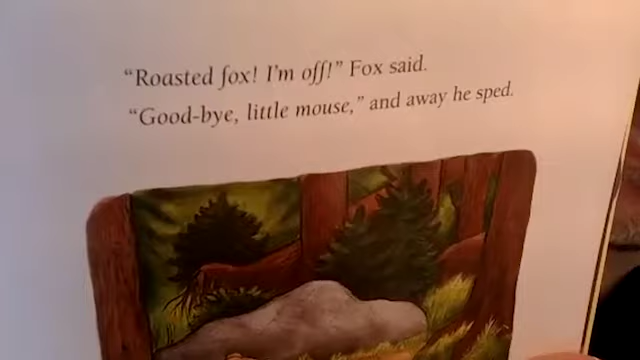 “Roasted fox! I'm off!” Fox said.
“Good-bye, little mouse,” and away he sped.